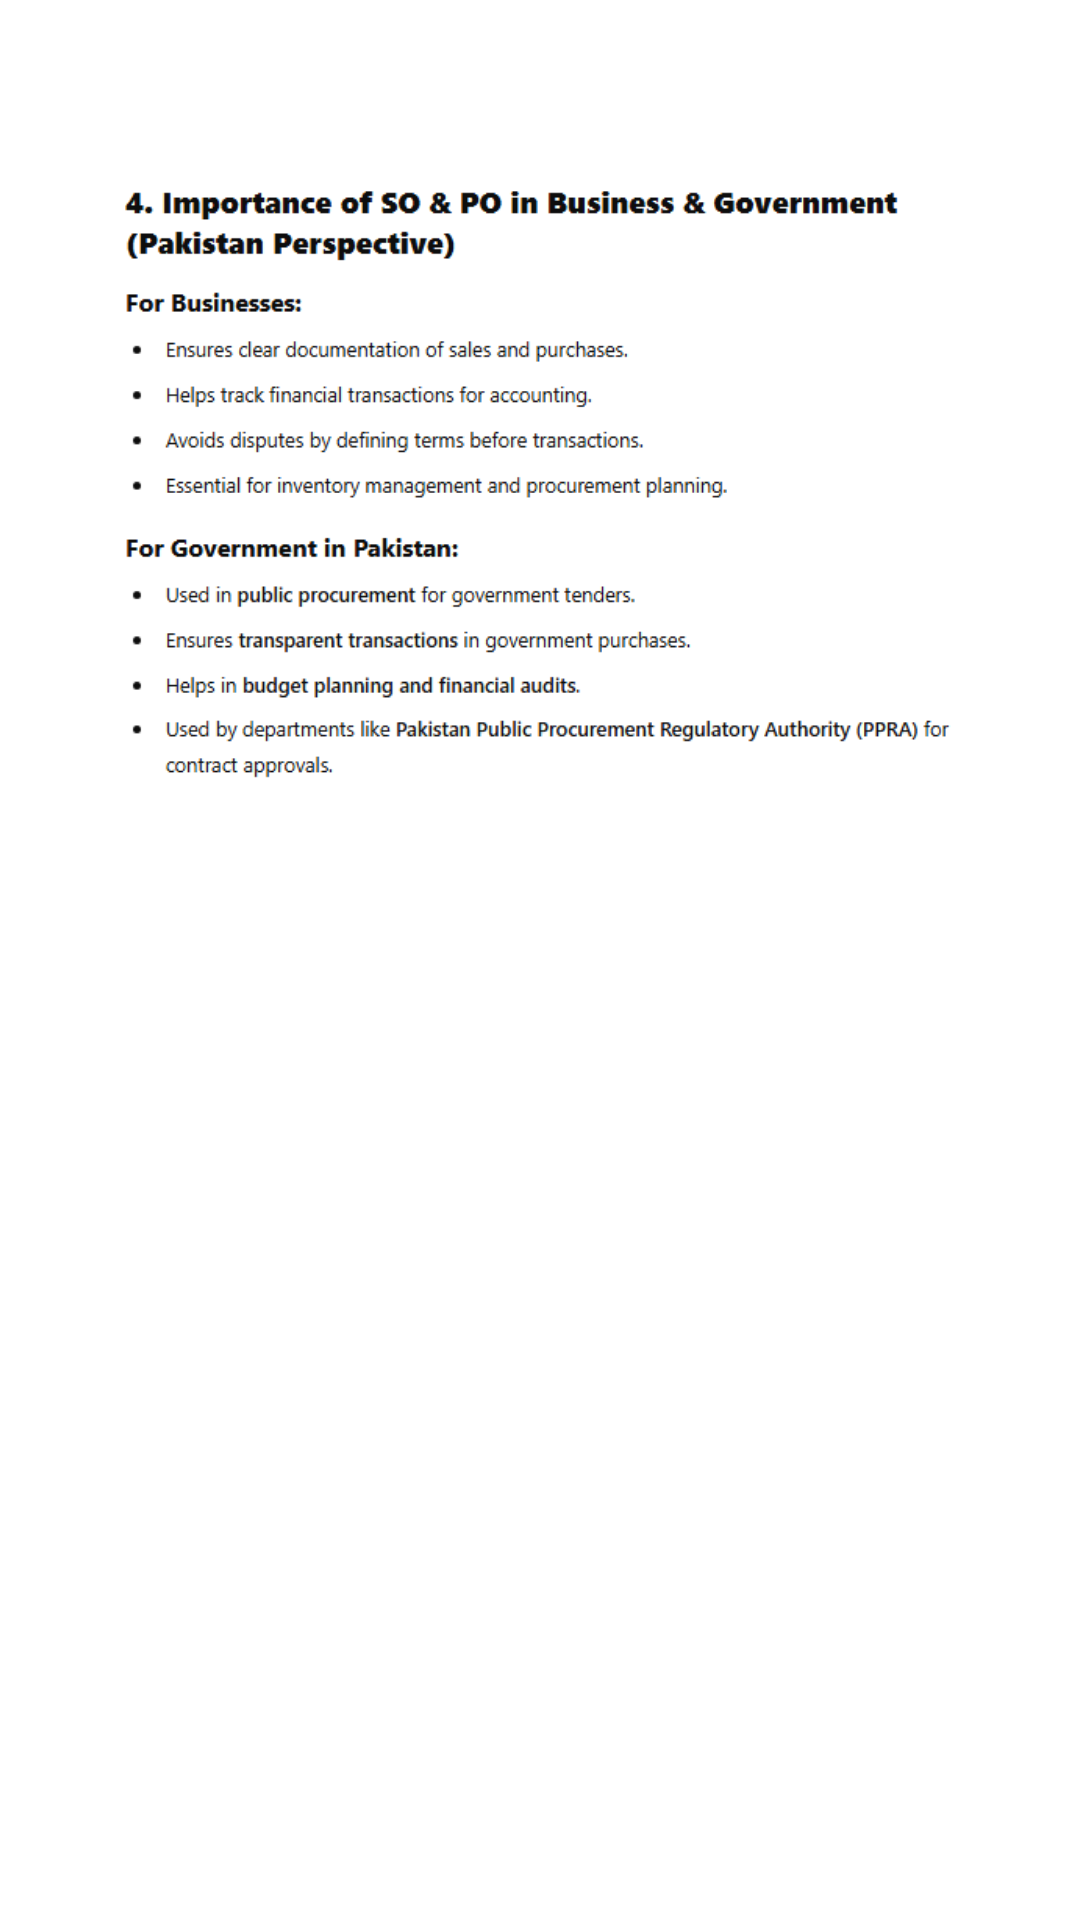 4. Importance of SO & PO in Business & Government
(Pakistan Perspective)
For Businesses:
• Ensures clear documentation of sales and purchases.
• Helps track financial transactions for accounting.
• Avoids disputes by defining terms before transactions.
• Essential for inventory management and procurement planning.
For Government in Pakistan:
• Used in public procurement for government tenders.
• Ensures transparent transactions in government purchases.
• Helps in budget planning and financial audits.
• Used by departments like Pakistan Public Procurement Regulatory Authority (PPRA) for
contract approvals.